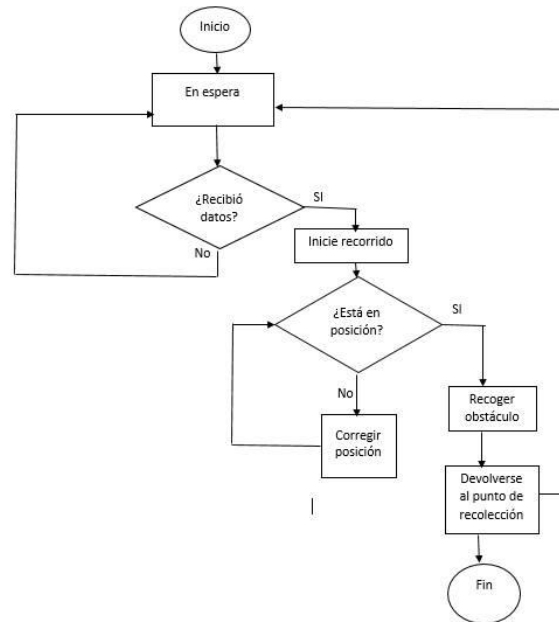 Inicio
En espera
¿Recibió
datos?
SI
No
Inicie recorrido
¿Está en
posición?
SI
No
Recoger
obstáculo
Corregir
posición
Devolverse
al punto de
recolección
Fin